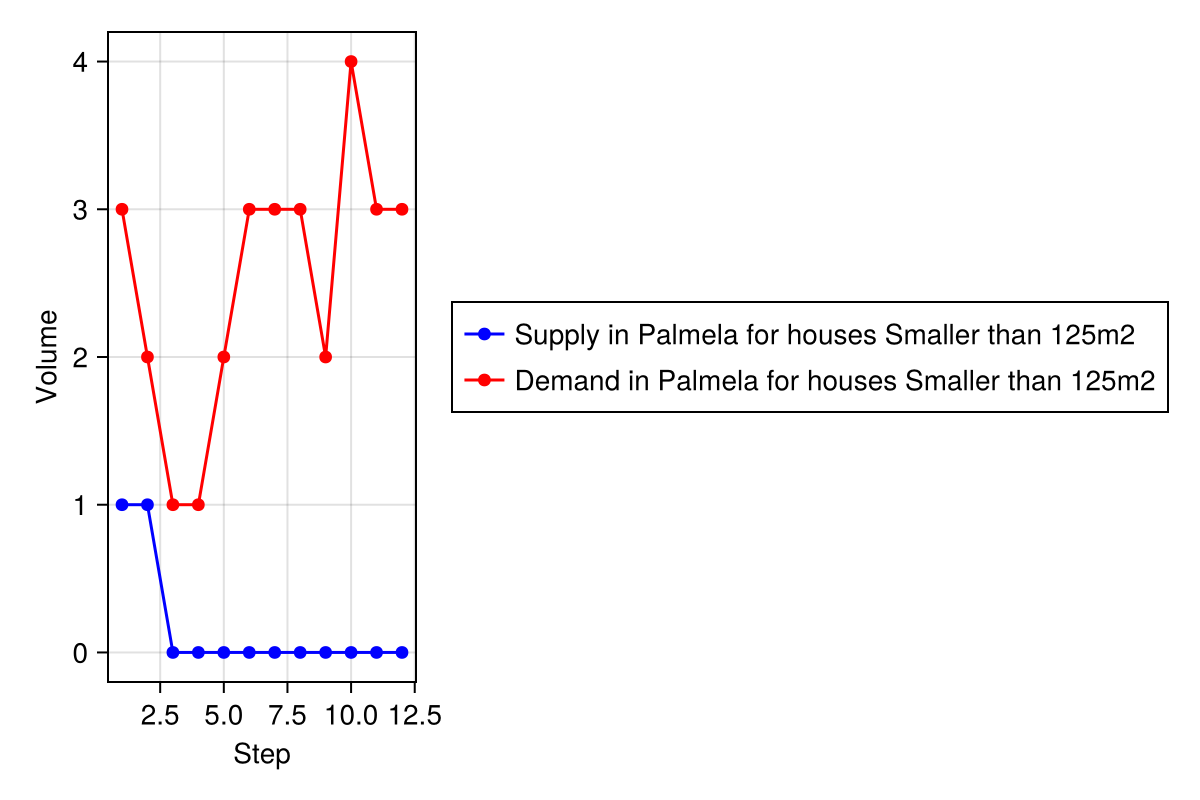 4
3
2
1
0
Volume
2.5 5.0 7.5 10.0 12.5
Step
Supply in Palmela for houses Smaller than 125m2
Demand in Palmela for houses Smaller than 125m2